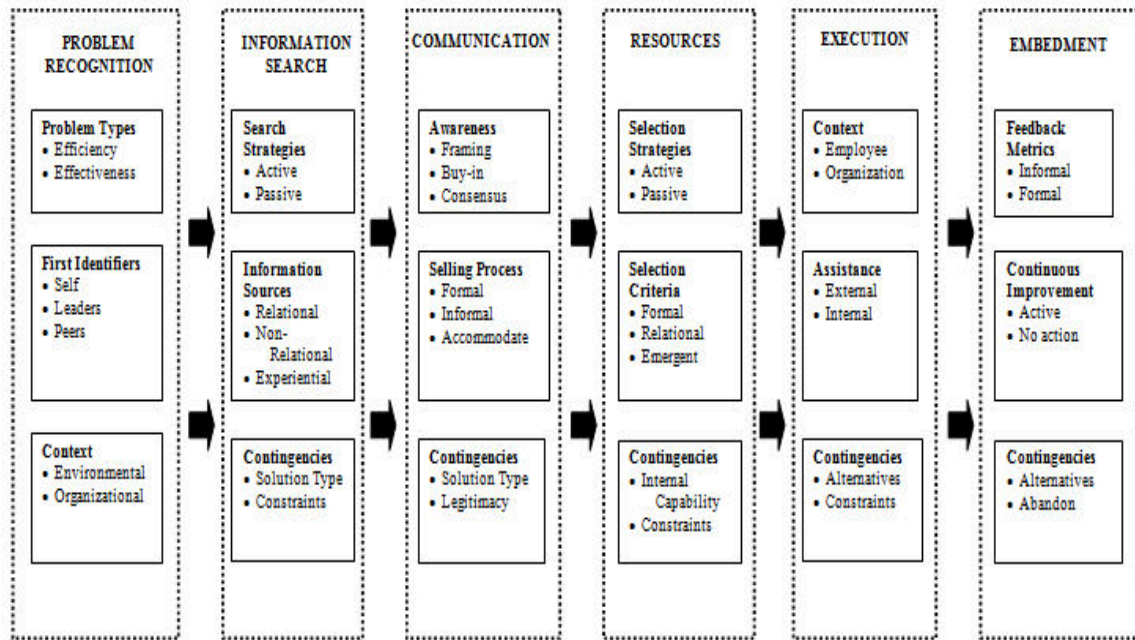 PROBLEM
RECOGNITION
Problem Types
• Efficiency
• Effectiveness
First Identifiers
• Self
• Leaders
• Peers
Context
• Environmental
• Organizational
INFORMATION
SEARCH
Search
Strategies
• Active
• Passive
Information
Sources
• Relational
• Non-
Relational
• Experiential
Contingencies
• Solution Type
• Constraints
COMMUNICATION
Awareness
• Framing
• Buy-in
• Consensus
Selling Process
• Formal
• Informal
• Accommodate
Contingencies
• Solution Type
• Legitimacy
RESOURCES
Selection
Strategies
• Active
• Passive
Selection
Criteria
• Formal
• Relational
• Emergent
Contingencies
• Internal
Capability
• Constraints
EXECUTION
Context
• Employee
• Organization
Assistance
• External
• Internal
Contingencies
• Alternatives
• Constraints
EMBEDMENT
Feedback
Metrics
• Informal
• Formal
Continuous
Improvement
• Active
• No action
Contingencies
• Alternatives
• Abandon